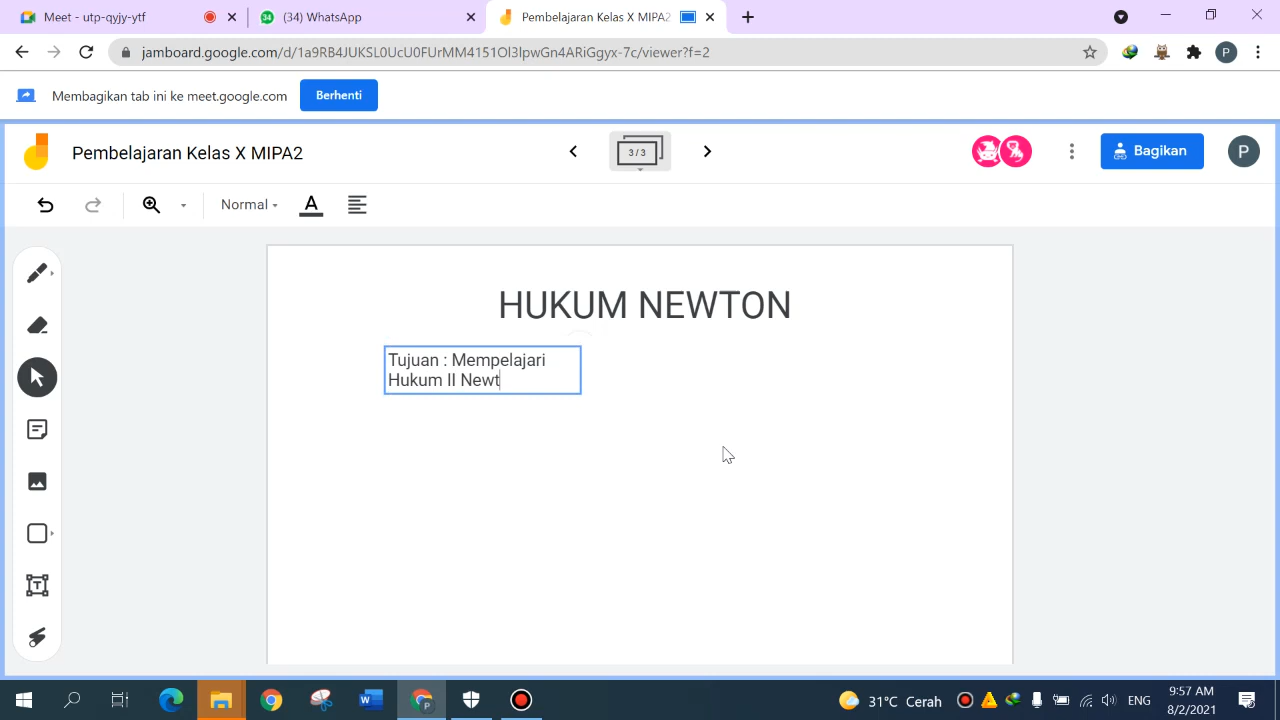 Meet - utp-qyjy-ytf
(34) WhatsApp
Pembelajaran Kelas X MIPA2
jamboard.google.com/d/1a9RB4JUKSL0UcU0FUrMM4151Ol3IpwGn4ARiGgyx-7c/viewer?f=2
P
Membagikan tab ini ke meet.google.com
Berhenti
Pembelajaran Kelas X MIPA2
3 / 3
Bagikan
P
Normal
A
HUKUM NEWTON
Tujuan : Mempelajari
Hukum II Newt
31°C Cerah
ENG
9:57 AM
8/2/2021